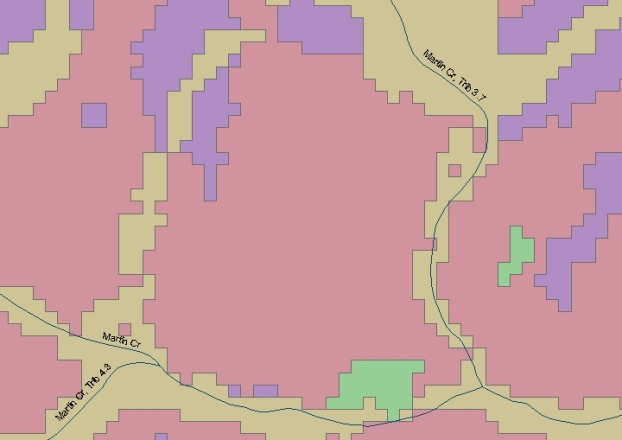 Martin Cr, Trib 3.7
Martin Cr
Martin Cr, Trib 4.3